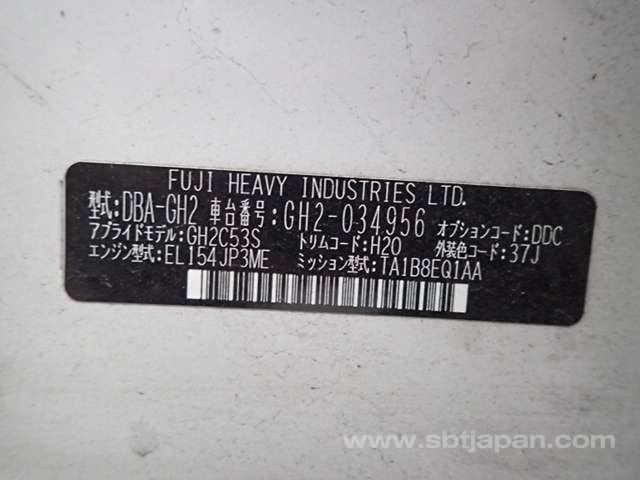 FUJI HEAVY INDUSTRIES LTD.
型式:DBA-GH2 車台番号:GH2-034956 オプションコード:DDC
アプライドモデル:GH2C53S トリムコード:H20 外装色コード:37J
エンジン型式:EL154JP3ME ミッション型式:TA1B8EQ1AA
www.sbtjapan.com